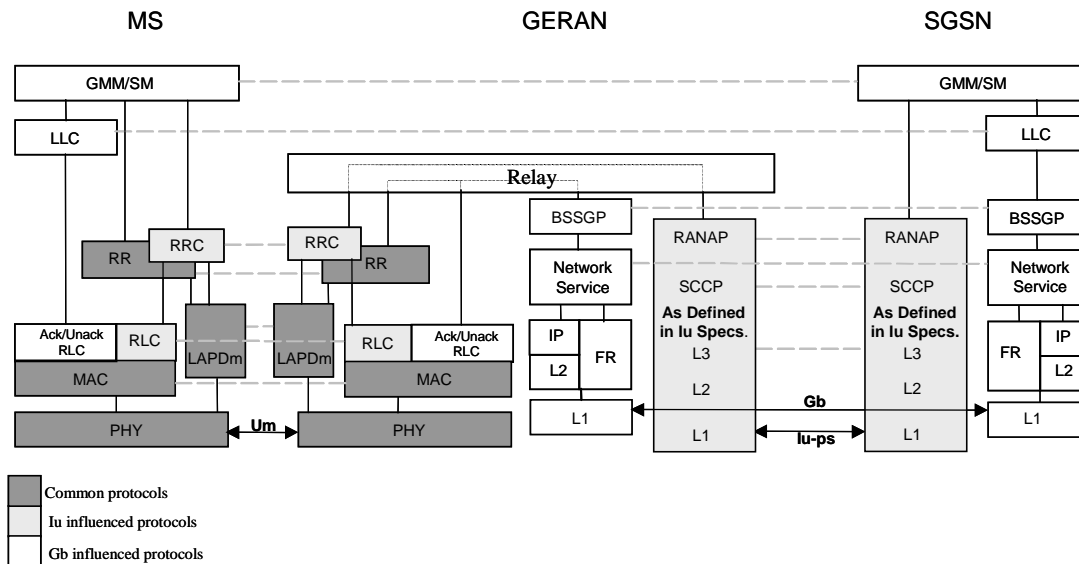 MS
GERAN
SGSN
GMM/SM
GMM/SM
LLC
LLC
Relay
BSSGP
BSSGP
RRC
RR
RRC
RR
RANAP
RANAP
Network
Service
Network
Service
SCCP
SCCP
As Defined
in Iu Specs.
As Defined
in Iu Specs.
Ack/Unack
RLC
RLC
LAPDm
LAPDm
RLC
Ack/Unack
RLC
IP
L2
FR
L3
L3
FR
IP
L2
MAC
MAC
L2
L2
Gb
PHY
Um
PHY
L1
L1
Iu-ps
L1
L1
Common protocols
Iu influenced protocols
Gb influenced protocols